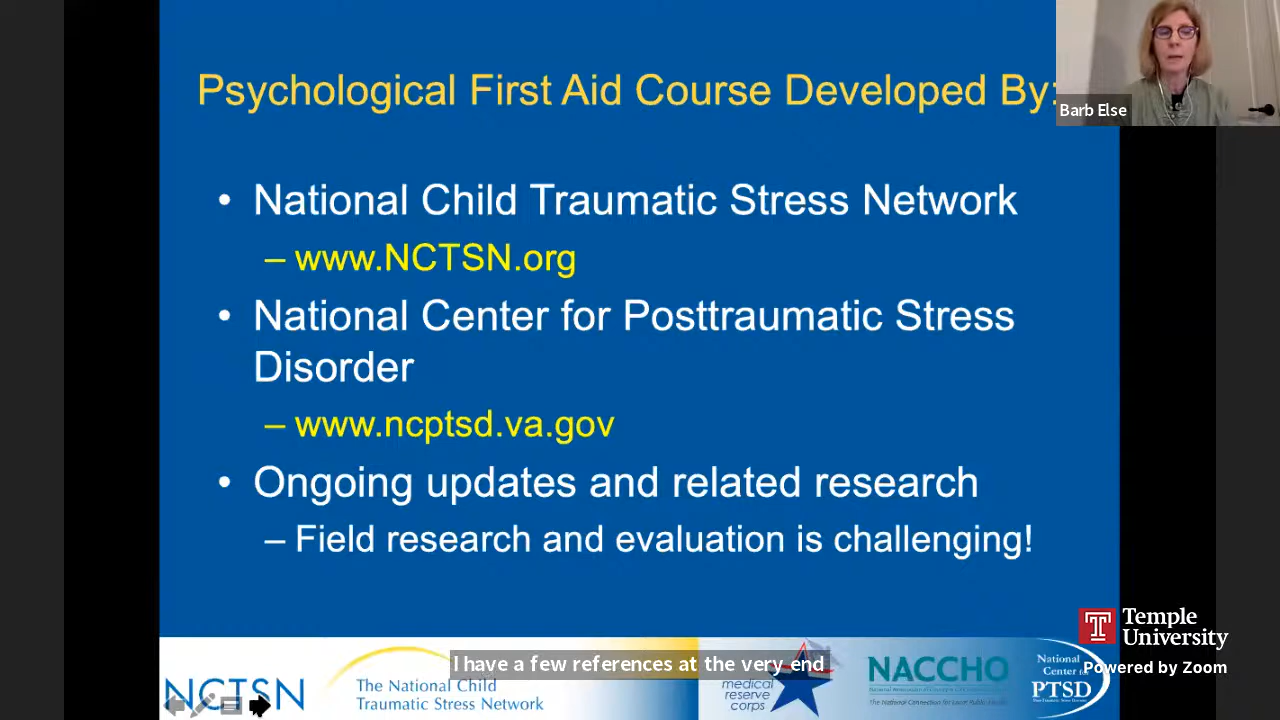 Psychological First Aid Course Developed By:
Barb Else
• National Child Traumatic Stress Network
– www.NCTSN.org
• National Center for Posttraumatic Stress
Disorder
– www.ncptsd.va.gov
• Ongoing updates and related research
– Field research and evaluation is challenging!
Temple
University
Powered by Zoom
I have a few references at the very end
NCTSN
The National Child
Traumatic Stress Network
medical
reserve
corps
NACCHO
National
Center for
PTSD